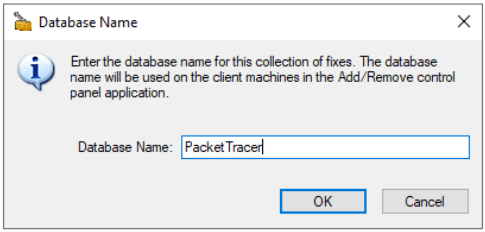 Database Name
Enter the database name for this collection of fixes. The database
name will be used on the client machines in the Add/Remove control
panel application.
Database Name: PacketTracer
OK Cancel